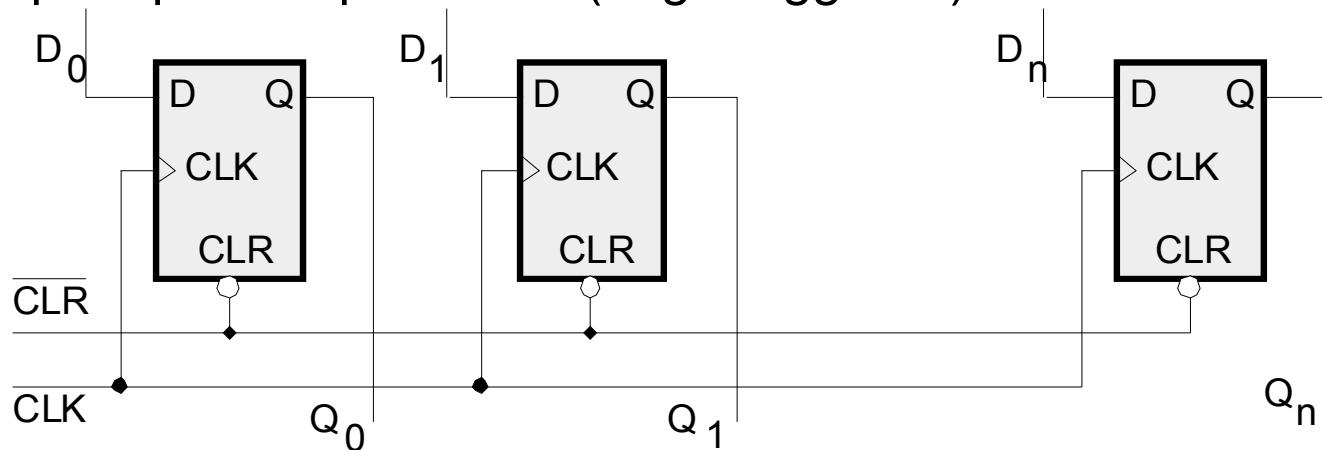 D0 D1 Dn
D Q D Q D Q
CLK CLK CLK
CLR CLR CLR
CLR
CLK
Q0 Q1 Qn